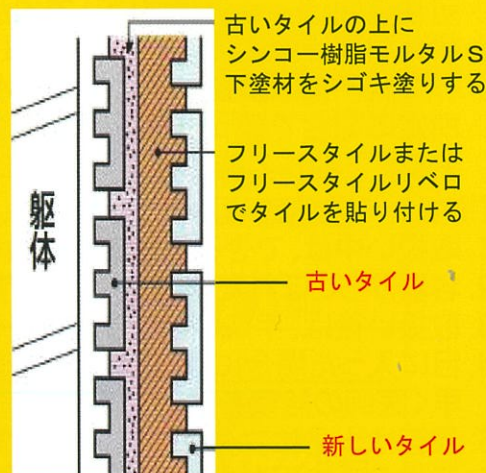 古いタイルの上に
シンコー樹脂モルタルS
下塗材をシゴキ塗りする
フリースタイルまたは
フリースタイルリベロ
でタイルを貼り付ける
躯体
古いタイル
新しいタイル